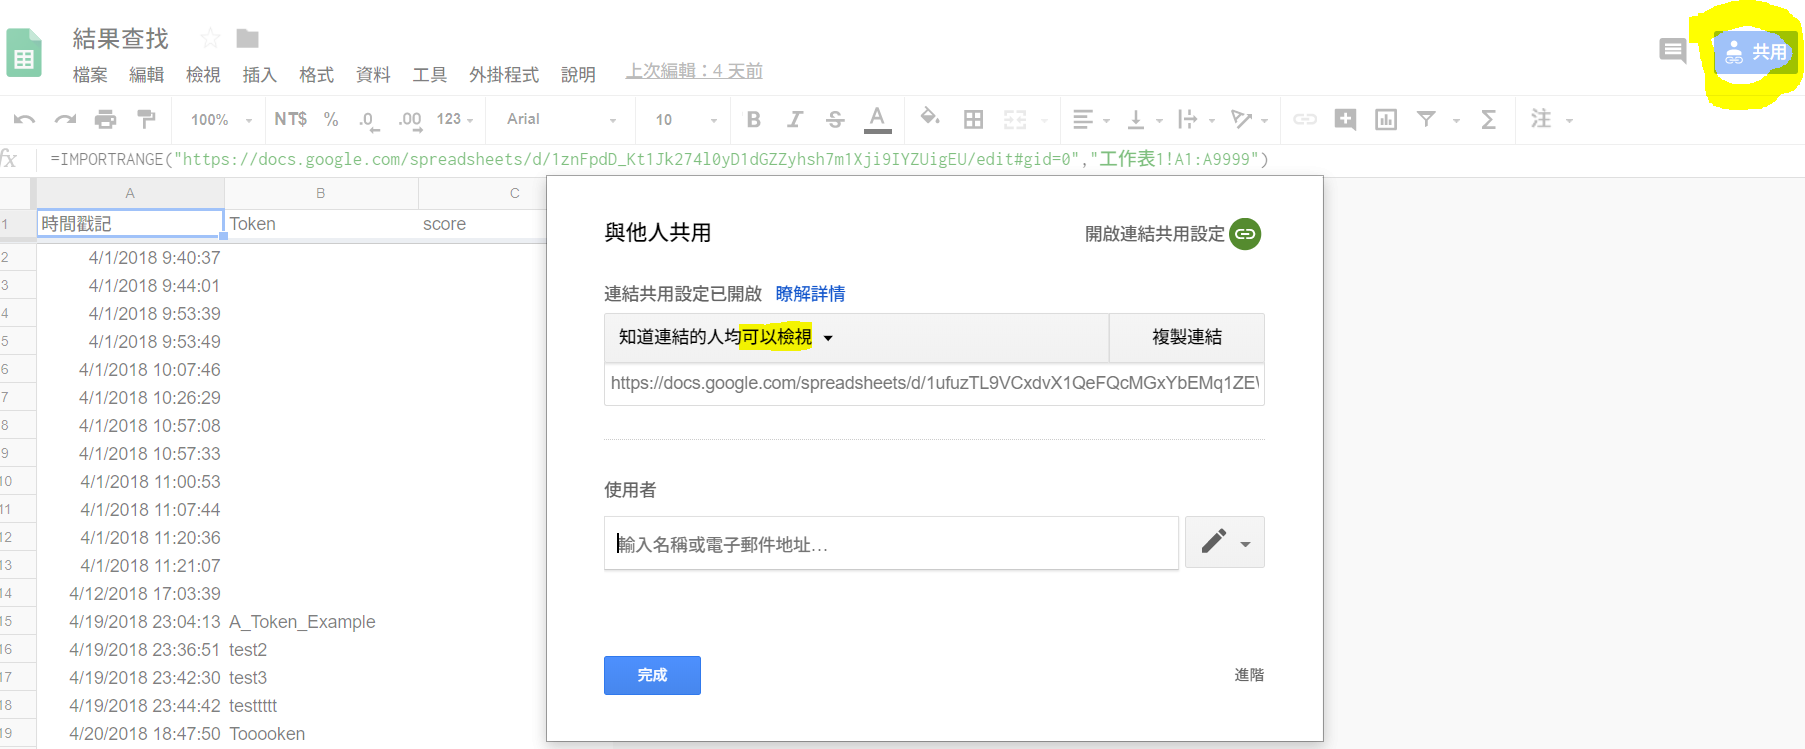 結果查找
共用
檔案 編輯 檢視 插入 格式 資料 工具 外掛程式 說明 上次編輯：4 天前
100% NT$ % .0 .00 123 Arial 10 B I S A Σ 注
fx =IMPORTRANGE("https://docs.google.com/spreadsheets/d/1znFpdD_Kt1Jk274l0yD1dGZZyhsh7m1Xji9IYZUigEU/edit#gid=0","工作表1!A1:A9999")
A B C
1 時間戳記 Token score
2 4/1/2018 9:40:37
3 4/1/2018 9:44:01
4 4/1/2018 9:53:39
5 4/1/2018 9:53:49
6 4/1/2018 10:07:46
7 4/1/2018 10:26:29
8 4/1/2018 10:57:08
9 4/1/2018 10:57:33
10 4/1/2018 11:00:53
11 4/1/2018 11:07:44
12 4/1/2018 11:20:36
13 4/1/2018 11:21:07
14 4/12/2018 17:03:39
15 4/19/2018 23:04:13 A_Token_Example
16 4/19/2018 23:36:51 test2
17 4/19/2018 23:42:30 test3
18 4/19/2018 23:44:42 testtttt
19 4/20/2018 18:47:50 Tooooken
與他人共用 開啟連結共用設定
連結共用設定已開啟 瞭解詳情
知道連結的人均可以檢視 複製連結
https://docs.google.com/spreadsheets/d/1ufuzTL9VCxdvX1QeFQcMGxYbEMq1ZE
使用者
輸入名稱或電子郵件地址…
完成 進階